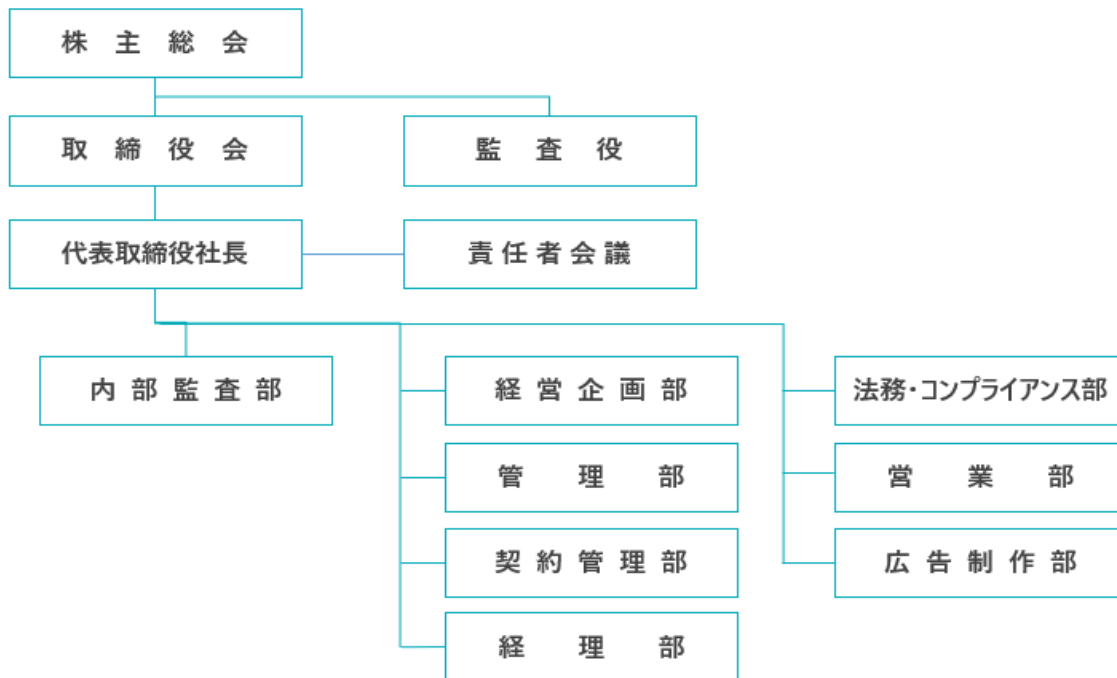 株主総会
取締役会
監査役
代表取締役社長
責任者会議
内部監査部
経営企画部
法務・コンプライアンス部
管理部
営業部
契約管理部
広告制作部
経理部